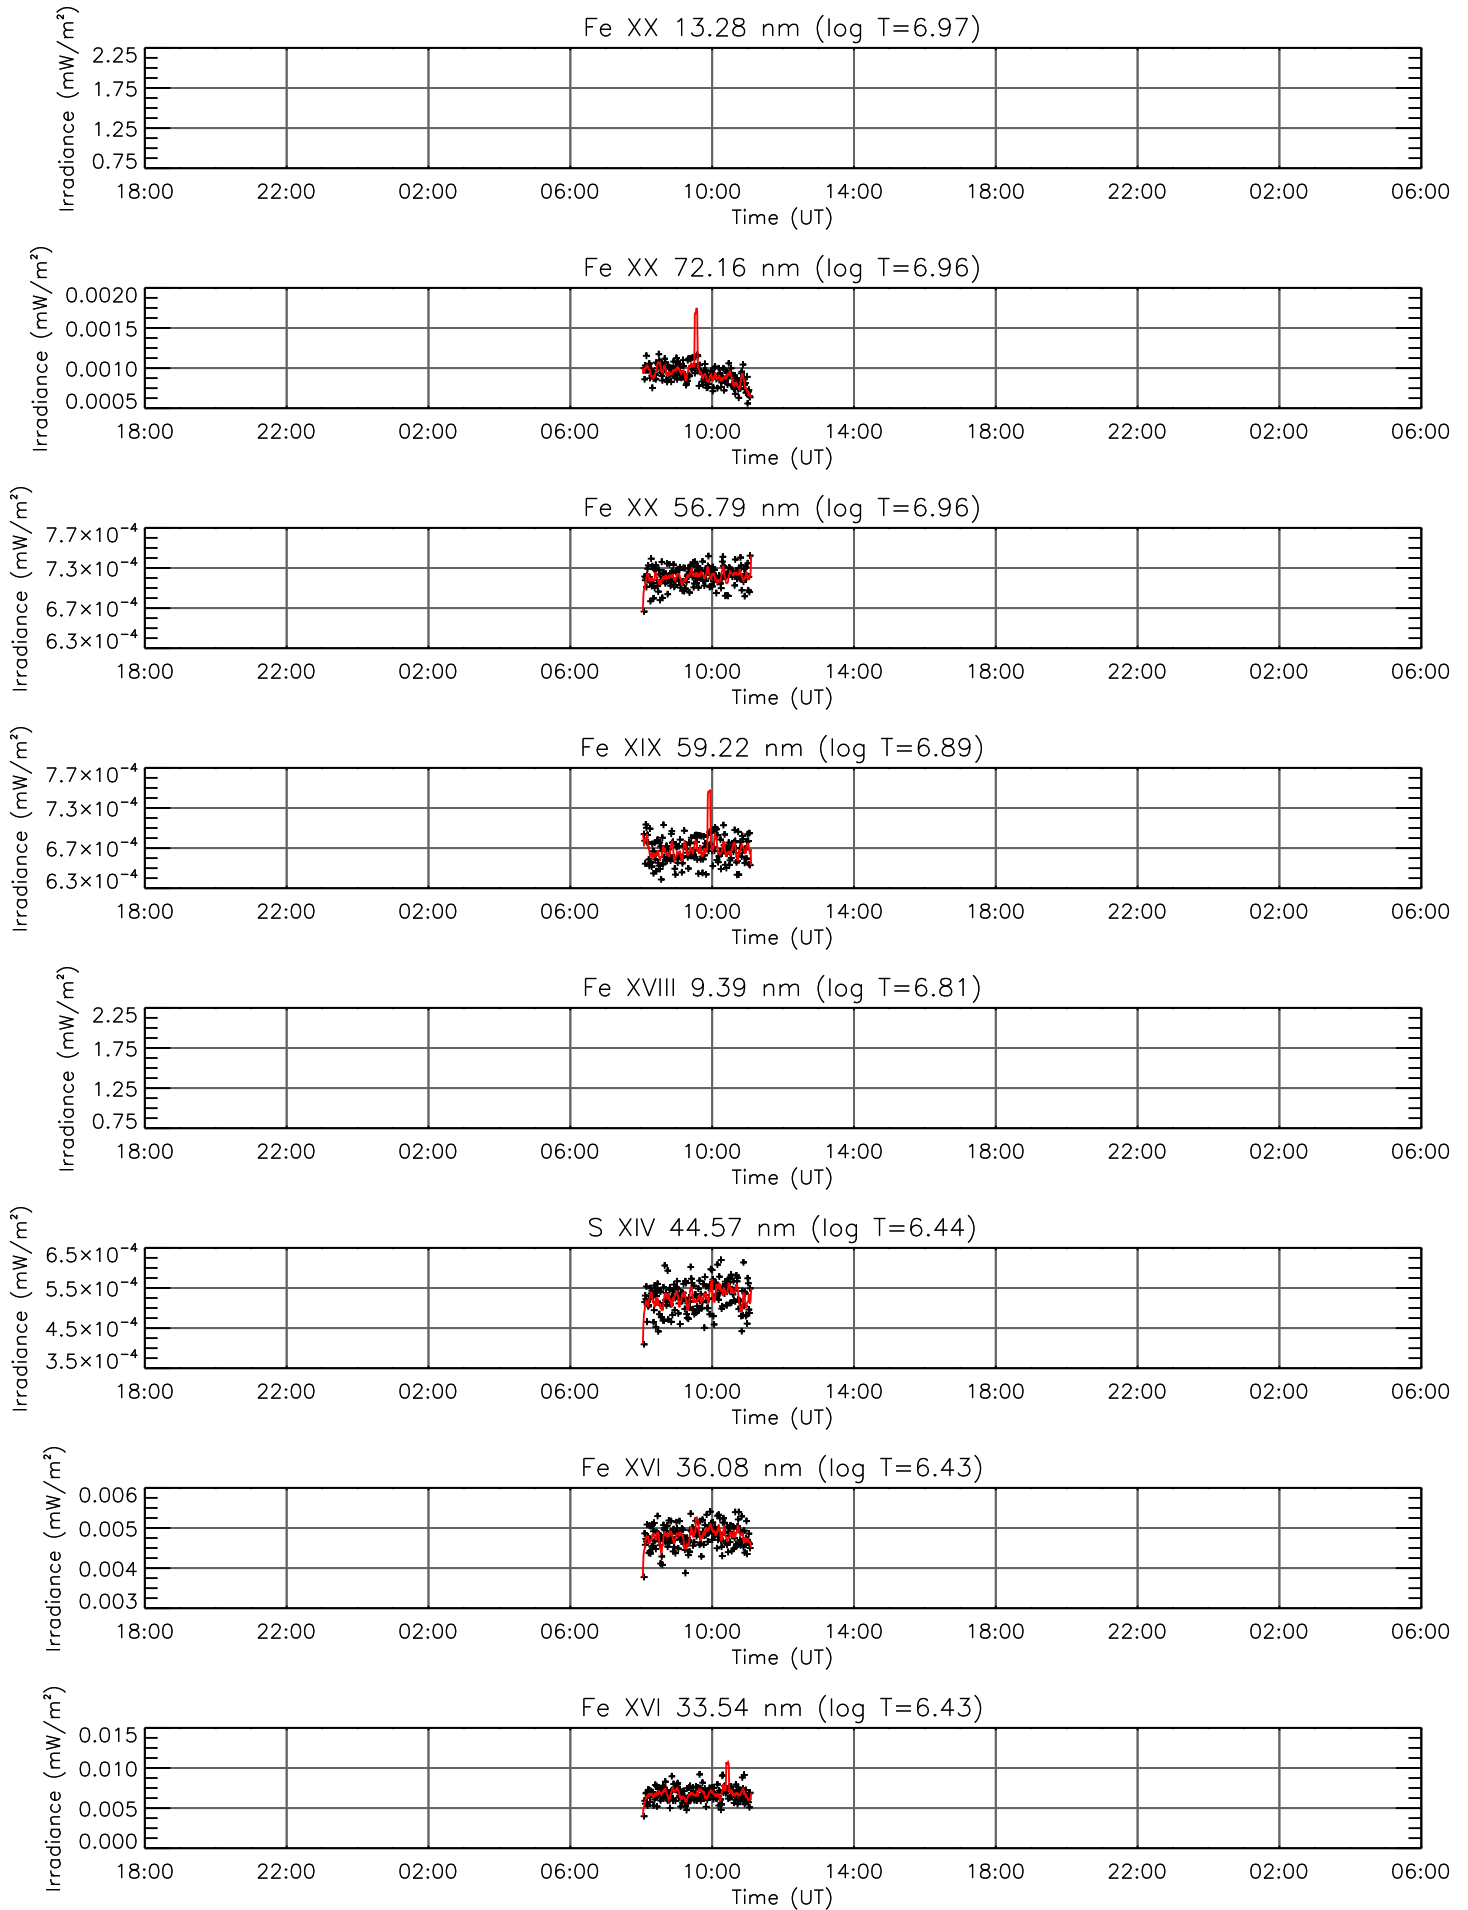 Fe XX 13.28 nm (log T=6.97)
Irradiance (mW/m²)
2.25
1.75
1.25
0.75
18:00 22:00 02:00 06:00 10:00 14:00 18:00 22:00 02:00 06:00
Time (UT)
Fe XX 72.16 nm (log T=6.96)
Irradiance (mW/m²)
0.0020
0.0015
0.0010
0.0005
18:00 22:00 02:00 06:00 10:00 14:00 18:00 22:00 02:00 06:00
Time (UT)
Fe XX 56.79 nm (log T=6.96)
Irradiance (mW/m²)
7.7×10⁻⁴
7.3×10⁻⁴
6.7×10⁻⁴
6.3×10⁻⁴
18:00 22:00 02:00 06:00 10:00 14:00 18:00 22:00 02:00 06:00
Time (UT)
Fe XIX 59.22 nm (log T=6.89)
Irradiance (mW/m²)
7.7×10⁻⁴
7.3×10⁻⁴
6.7×10⁻⁴
6.3×10⁻⁴
18:00 22:00 02:00 06:00 10:00 14:00 18:00 22:00 02:00 06:00
Time (UT)
Fe XVIII 9.39 nm (log T=6.81)
Irradiance (mW/m²)
2.25
1.75
1.25
0.75
18:00 22:00 02:00 06:00 10:00 14:00 18:00 22:00 02:00 06:00
Time (UT)
S XIV 44.57 nm (log T=6.44)
Irradiance (mW/m²)
6.5×10⁻⁴
5.5×10⁻⁴
4.5×10⁻⁴
3.5×10⁻⁴
18:00 22:00 02:00 06:00 10:00 14:00 18:00 22:00 02:00 06:00
Time (UT)
Fe XVI 36.08 nm (log T=6.43)
Irradiance (mW/m²)
0.006
0.005
0.004
0.003
18:00 22:00 02:00 06:00 10:00 14:00 18:00 22:00 02:00 06:00
Time (UT)
Fe XVI 33.54 nm (log T=6.43)
Irradiance (mW/m²)
0.015
0.010
0.005
0.000
18:00 22:00 02:00 06:00 10:00 14:00 18:00 22:00 02:00 06:00
Time (UT)